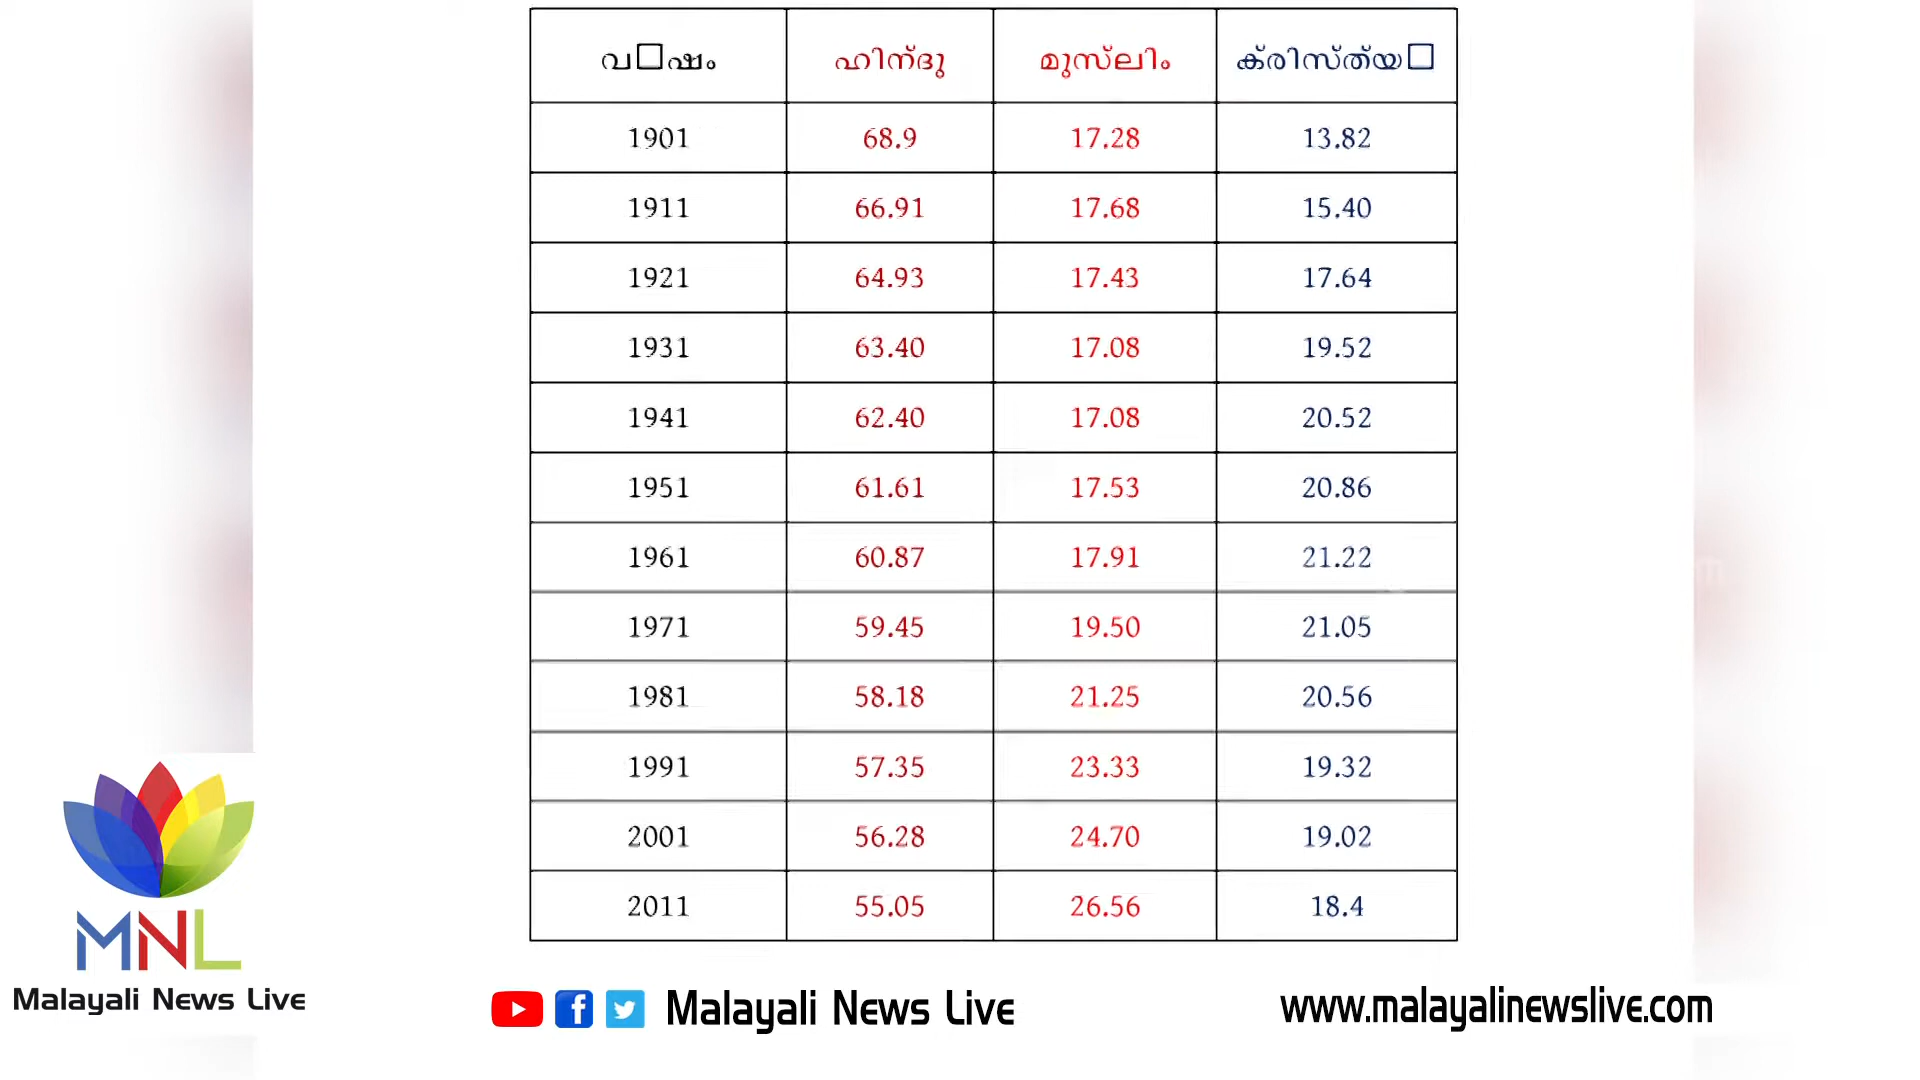 വ□ഷം ഹിന്ദു മുസ്ലിം ക്രിസ്ത്യ□
1901 68.9 17.28 13.82
1911 66.91 17.68 15.40
1921 64.93 17.43 17.64
1931 63.40 17.08 19.52
1941 62.40 17.08 20.52
1951 61.61 17.53 20.86
1961 60.87 17.91 21.22
1971 59.45 19.50 21.05
1981 58.18 21.25 20.56
1991 57.35 23.33 19.32
2001 56.28 24.70 19.02
2011 55.05 26.56 18.4
MNL
Malayali News Live
Malayali News Live
www.malayalinewslive.com